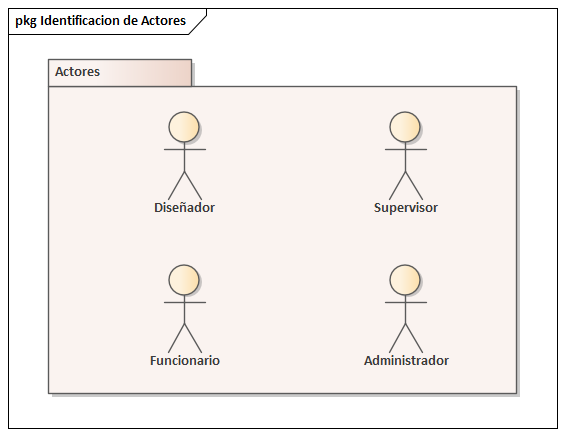 pkg Identificacion de Actores
Actores
Diseñador
Supervisor
Funcionario
Administrador